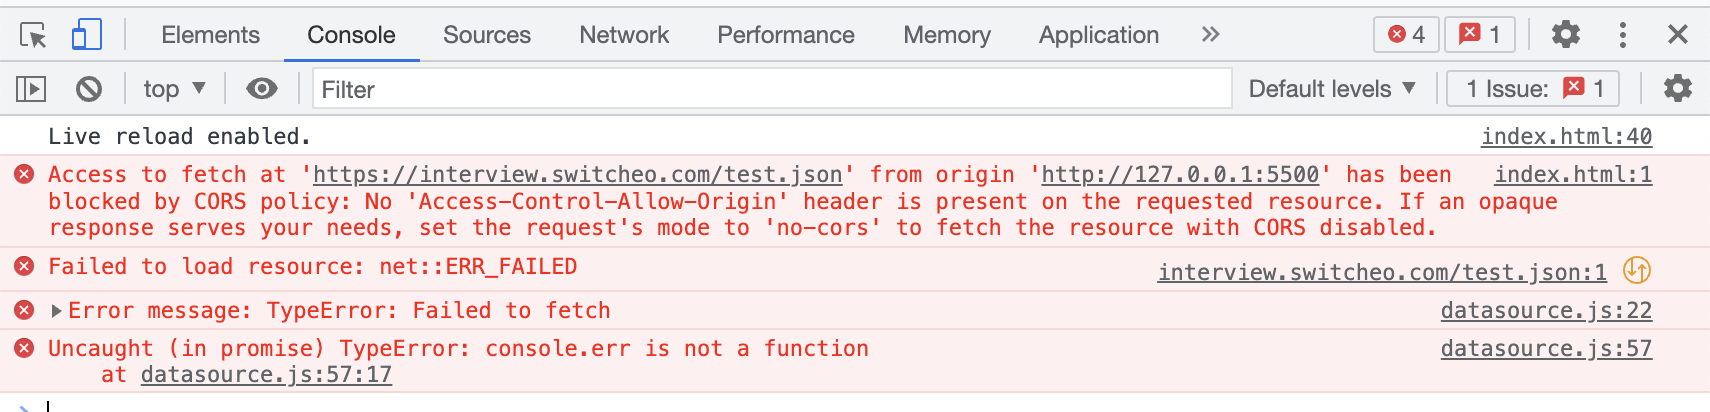 Elements Console Sources Network Performance Memory Application » 4 1
top ▼ Filter Default levels ▼ 1 Issue: 1
Live reload enabled. index.html:40
Access to fetch at 'https://interview.switcheo.com/test.json' from origin 'http://127.0.0.1:5500' has been index.html:1
blocked by CORS policy: No 'Access-Control-Allow-Origin' header is present on the requested resource. If an opaque
response serves your needs, set the request's mode to 'no-cors' to fetch the resource with CORS disabled.
Failed to load resource: net::ERR_FAILED interview.switcheo.com/test.json:1
Error message: TypeError: Failed to fetch datasource.js:22
Uncaught (in promise) TypeError: console.err is not a function datasource.js:57
at datasource.js:57:17